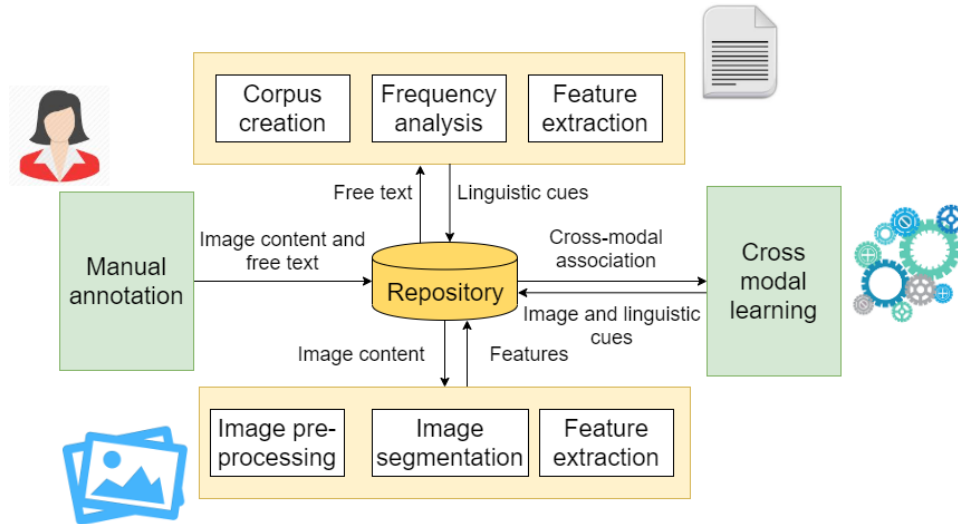 Corpus
creation
Frequency
analysis
Feature
extraction
Free text
Linguistic cues
Manual
annotation
Image content and
free text
Repository
Cross-modal
association
Image and linguistic
cues
Cross
modal
learning
Image content
Features
Image pre-
processing
Image
segmentation
Feature
extraction